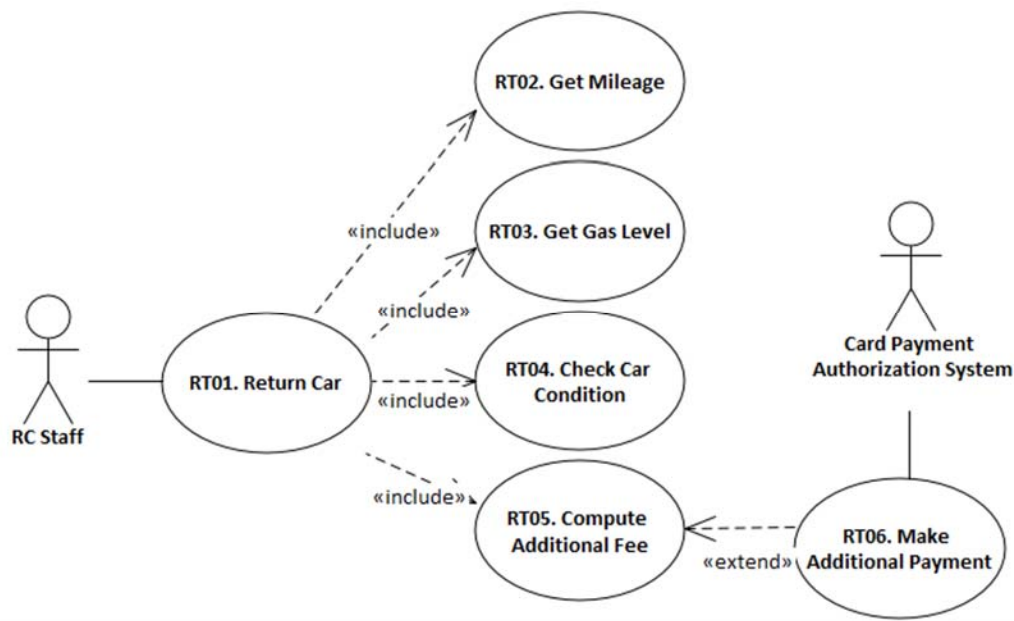 RT02. Get Mileage
«include»
RT03. Get Gas Level
«include»
RT01. Return Car
RC Staff
RT04. Check Car
Condition
«include»
Card Payment
Authorization System
«include»
RT05. Compute
Additional Fee
«extend»
RT06. Make
Additional Payment